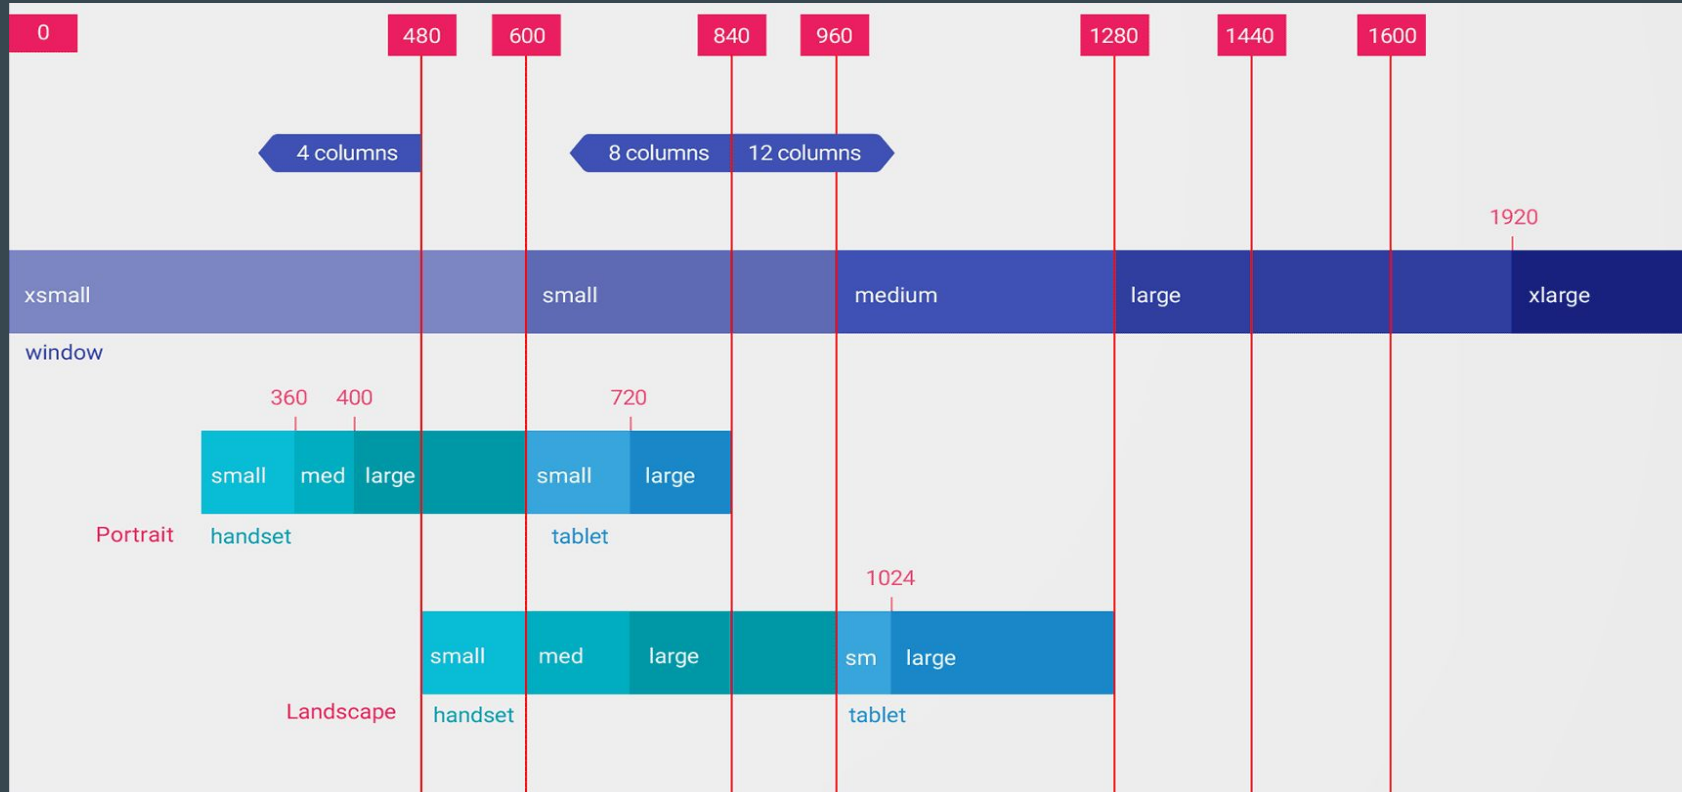 0 480 600 840 960 1280 1440 1600
4 columns 8 columns 12 columns
1920
xsmall small medium large xlarge
window
360 400 720
small med large small large
Portrait handset tablet
1024
small med large sm large
Landscape handset tablet